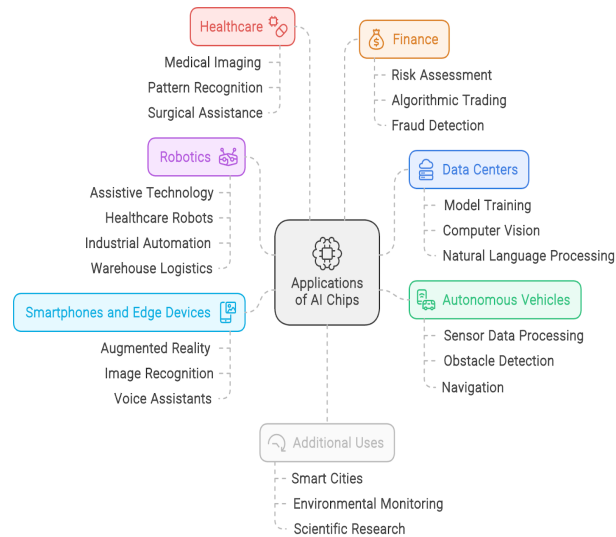 Healthcare
Medical Imaging
Pattern Recognition
Surgical Assistance
Finance
Risk Assessment
Algorithmic Trading
Fraud Detection
Robotics
Assistive Technology
Healthcare Robots
Industrial Automation
Warehouse Logistics
Data Centers
Model Training
Computer Vision
Natural Language Processing
Applications
of AI Chips
Smartphones and Edge Devices
Augmented Reality
Image Recognition
Voice Assistants
Autonomous Vehicles
Sensor Data Processing
Obstacle Detection
Navigation
Additional Uses
Smart Cities
Environmental Monitoring
Scientific Research